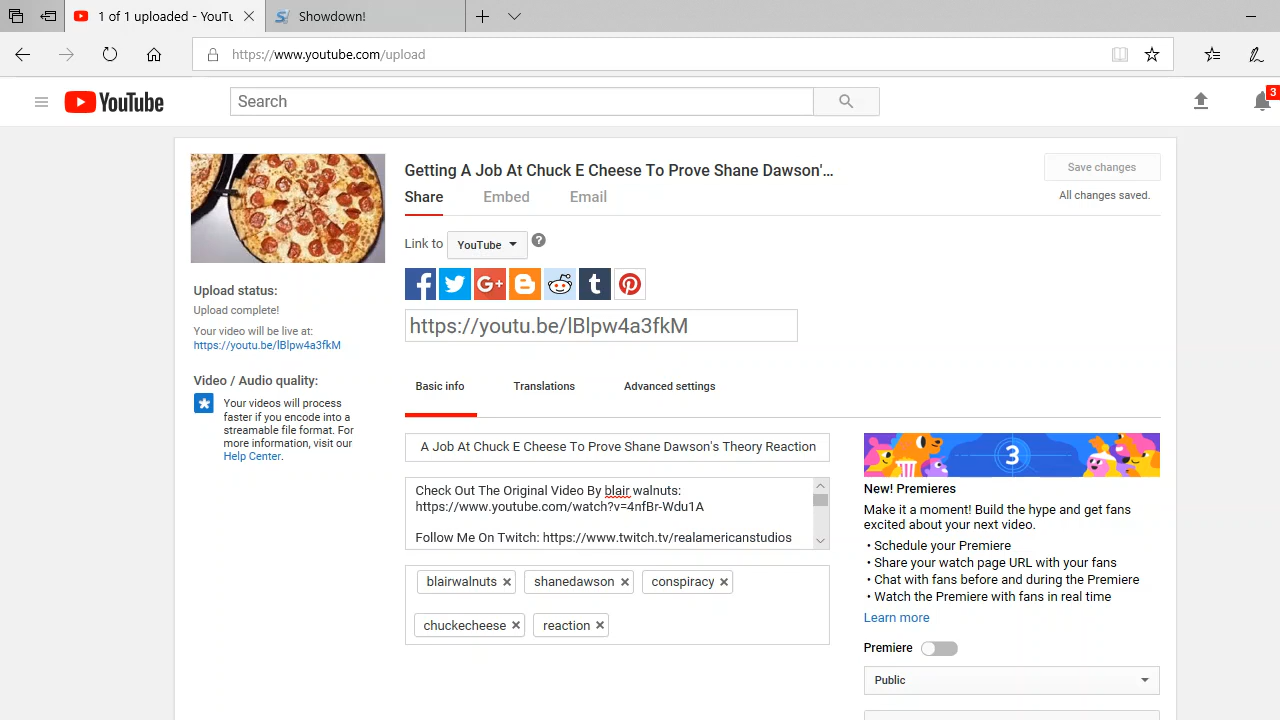 1 of 1 uploaded - YouTu
Showdown!
https://www.youtube.com/upload
YouTube
Search
3
Getting A Job At Chuck E Cheese To Prove Shane Dawson'...
Save changes
Share
Embed
Email
All changes saved.
Link to
YouTube
?
https://youtu.be/lBlpw4a3fkM
Upload status:
Upload complete!
Your video will be live at:
https://youtu.be/lBlpw4a3fkM
Video / Audio quality:
Your videos will process
faster if you encode into a
streamable file format. For
more information, visit our
Help Center.
Basic info
Translations
Advanced settings
A Job At Chuck E Cheese To Prove Shane Dawson's Theory Reaction
Check Out The Original Video By blair walnuts:
https://www.youtube.com/watch?v=4nfBr-Wdu1A
Follow Me On Twitch: https://www.twitch.tv/realamericanstudios
blairwalnuts
shanedawson
conspiracy
chuckecheese
reaction
3
New! Premieres
Make it a moment! Build the hype and get fans
excited about your next video.
• Schedule your Premiere
• Share your watch page URL with your fans
• Chat with fans before and during the Premiere
• Watch the Premiere with fans in real time
Learn more
Premiere
Public